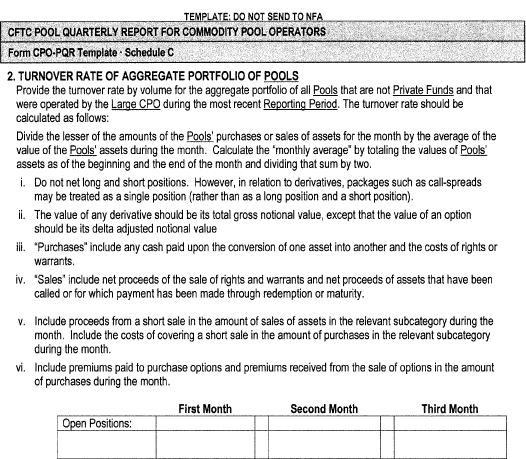 TEMPLATE: DO NOT SEND TO NFA
CFTC POOL QUARTERLY REPORT FOR COMMODITY POOL OPERATORS
Form CPO-PQR Template · Schedule C
2. TURNOVER RATE OF AGGREGATE PORTFOLIO OF POOLS
Provide the turnover rate by volume for the aggregate portfolio of all Pools that are not Private Funds and that
were operated by the Large CPO during the most recent Reporting Period. The turnover rate should be
calculated as follows:
Divide the lesser of the amounts of the Pools' purchases or sales of assets for the month by the average of the
value of the Pools' assets during the month. Calculate the "monthly average" by totaling the values of Pools'
assets as of the beginning and the end of the month and dividing that sum by two.
i. Do not net long and short positions. However, in relation to derivatives, packages such as call-spreads
may be treated as a single position (rather than as a long position and a short position).
ii. The value of any derivative should be its total gross notional value, except that the value of an option
should be its delta adjusted notional value
iii. "Purchases" include any cash paid upon the conversion of one asset into another and the costs of rights or
warrants.
iv. "Sales" include net proceeds of the sale of rights and warrants and net proceeds of assets that have been
called or for which payment has been made through redemption or maturity.
v. Include proceeds from a short sale in the amount of sales of assets in the relevant subcategory during the
month. Include the costs of covering a short sale in the amount of purchases in the relevant subcategory
during the month.
vi. Include premiums paid to purchase options and premiums received from the sale of options in the amount
of purchases during the month.
First Month Second Month Third Month
Open Positions: